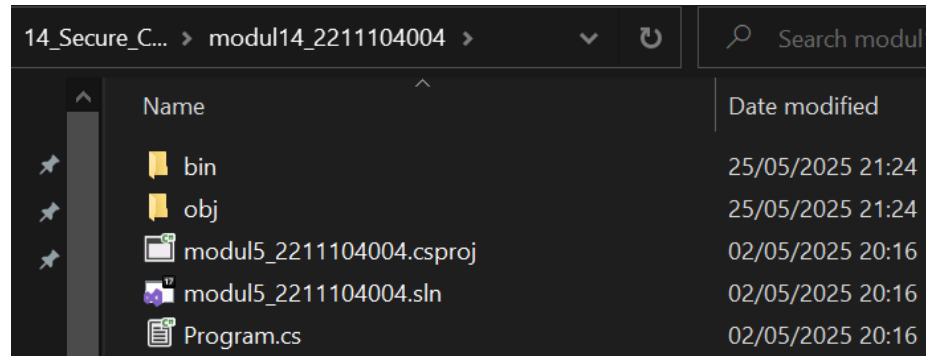 14_Secure_C... > modul14_2211104004 >
Search modul
Name Date modified
bin 25/05/2025 21:24
obj 25/05/2025 21:24
modul5_2211104004.csproj 02/05/2025 20:16
17
modul5_2211104004.sln 02/05/2025 20:16
Program.cs 02/05/2025 20:16